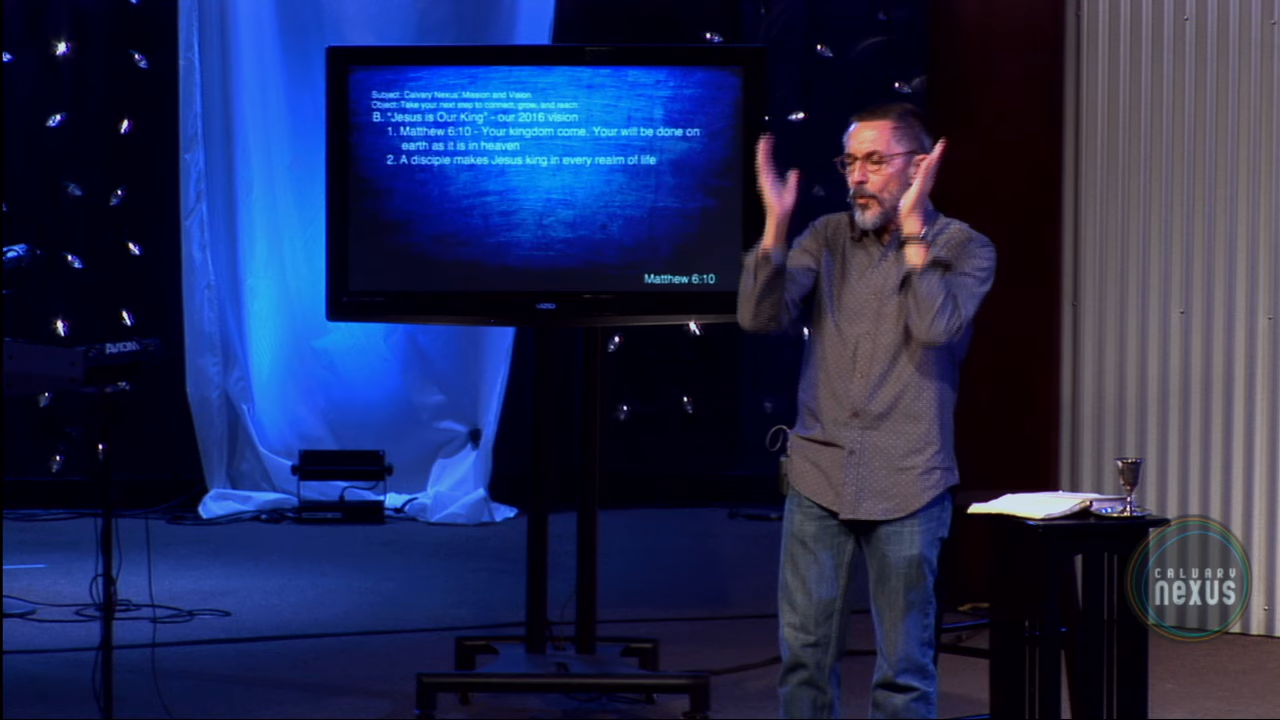 Subject: Calvary Nexus' Mission and Vision
Object: Take your next step to connect, grow, and reach
B. "Jesus is Our King" - our 2016 vision
1. Matthew 6:10 - Your kingdom come. Your will be done on
earth as it is in heaven
2. A disciple makes Jesus king in every realm of life
Matthew 6:10
VIZIO
AXIOM
CALVARY
NEXUS